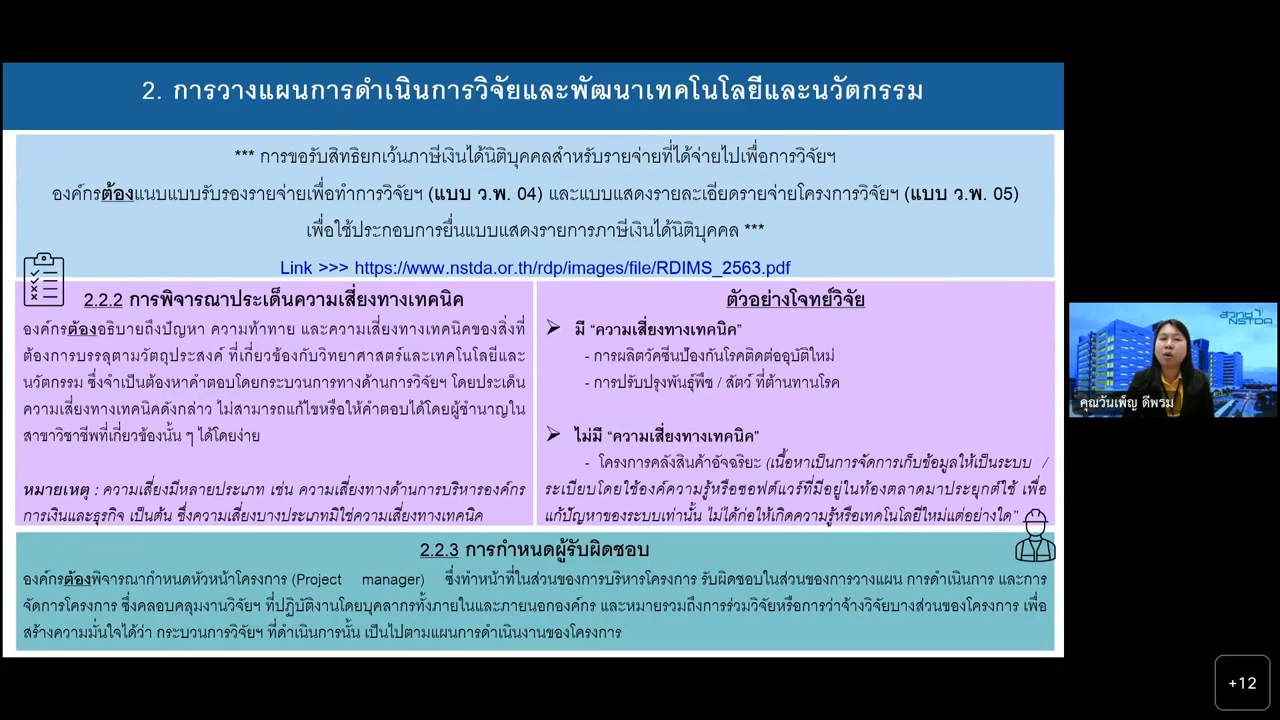 2. การวางแผนการดำเนินการวิจัยและพัฒนาเทคโนโลยีและนวัตกรรม
*** การขอรับสิทธิยกเว้นภาษีเงินได้นิติบุคคลสำหรับรายจ่ายที่ได้จ่ายไปเพื่อการวิจัยฯ
องค์กรต้องแนบแบบรับรองรายจ่ายเพื่อทำการวิจัยฯ (แบบ ว.พ. 04) และแบบแสดงรายละเอียดรายจ่ายโครงการวิจัยฯ (แบบ ว.พ. 05)
เพื่อใช้ประกอบการยื่นแบบแสดงรายการภาษีเงินได้นิติบุคคล ***
Link >>> https://www.nstda.or.th/rdp/images/file/RDIMS_2563.pdf
2.2.2 การพิจารณาประเด็นความเสี่ยงทางเทคนิค
องค์กรต้องอธิบายถึงปัญหา ความท้าทาย และความเสี่ยงทางเทคนิคของสิ่งที่
ต้องการบรรลุตามวัตถุประสงค์ ที่เกี่ยวข้องกับวิทยาศาสตร์และเทคโนโลยีและ
นวัตกรรม ซึ่งจำเป็นต้องหาคำตอบโดยกระบวนการทางด้านการวิจัยฯ โดยประเด็น
ความเสี่ยงทางเทคนิคดังกล่าว ไม่สามารถแก้ไขหรือให้คำตอบได้โดยผู้ชำนาญใน
สาขาวิชาชีพที่เกี่ยวข้องนั้น ๆ ได้โดยง่าย
หมายเหตุ : ความเสี่ยงมีหลายประเภท เช่น ความเสี่ยงทางด้านการบริหารองค์กร
การเงินและธุรกิจ เป็นต้น ซึ่งความเสี่ยงบางประเภทมิใช่ความเสี่ยงทางเทคนิค
ตัวอย่างโจทย์วิจัย
➢ มี “ความเสี่ยงทางเทคนิค”
- การผลิตวัคซีนป้องกันโรคติดต่ออุบัติใหม่
- การปรับปรุงพันธุ์พืช / สัตว์ ที่ต้านทานโรค
➢ ไม่มี “ความเสี่ยงทางเทคนิค”
- โครงการคลังสินค้าอัจฉริยะ (เนื้อหาเป็นการจัดการเก็บข้อมูลให้เป็นระบบ /
ระเบียบโดยใช้องค์ความรู้หรือซอฟต์แวร์ที่มีอยู่ในท้องตลาดมาประยุกต์ใช้ เพื่อ
แก้ปัญหาของระบบเท่านั้น ไม่ได้ก่อให้เกิดความรู้หรือเทคโนโลยีใหม่แต่อย่างใด”
2.2.3 การกำหนดผู้รับผิดชอบ
องค์กรต้องพิจารณากำหนดหัวหน้าโครงการ (Project manager) ซึ่งทำหน้าที่ในส่วนของการบริหารโครงการ รับผิดชอบในส่วนของการวางแผน การดำเนินการ และการ
จัดการโครงการ ซึ่งคลอบคลุมงานวิจัยฯ ที่ปฏิบัติงานโดยบุคลากรทั้งภายในและภายนอกองค์กร และหมายรวมถึงการร่วมวิจัยหรือการว่าจ้างวิจัยบางส่วนของโครงการ เพื่อ
สร้างความมั่นใจได้ว่า กระบวนการวิจัยฯ ที่ดำเนินการนั้น เป็นไปตามแผนการดำเนินงานของโครงการ
สวทช
NSTDA
คุณวันเพ็ญ ดีพรม
+12